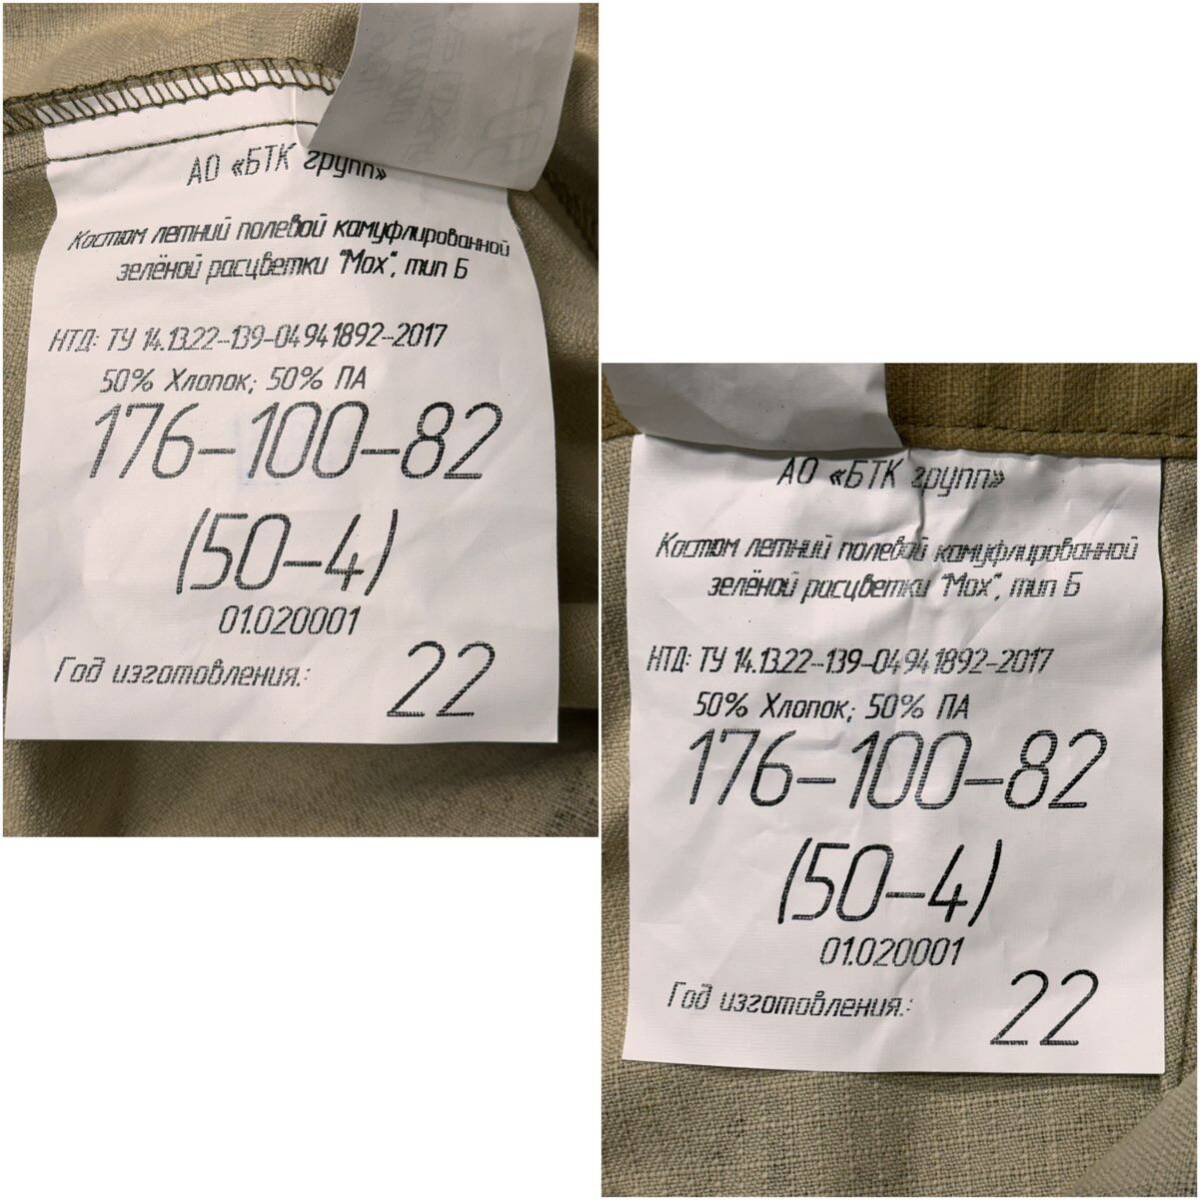 АО «БТК групп»
Костюм летний полевой камуфлированной
зелёной расцветки "Мох", тип Б
НТД: ТУ 14.13.22-139-04941892-2017
50% Хлопок; 50% ПА
176-100-82
(50-4)
01.020001
Год изготовления.: 22
АО «БТК групп»
Костюм летний полевой камуфлированной
зелёной расцветки "Мох", тип Б
НТД: ТУ 14.13.22-139-04941892-2017
50% Хлопок; 50% ПА
176-100-82
(50-4)
01.020001
Год изготовления.: 22